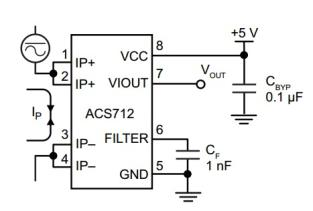 +5 V
1 IP+ VCC 8
2 IP+ VIOUT 7 VOUT
CBYP
0.1 µF
IP
ACS712
3 IP– FILTER 6
4 IP– GND 5
CF
1 nF